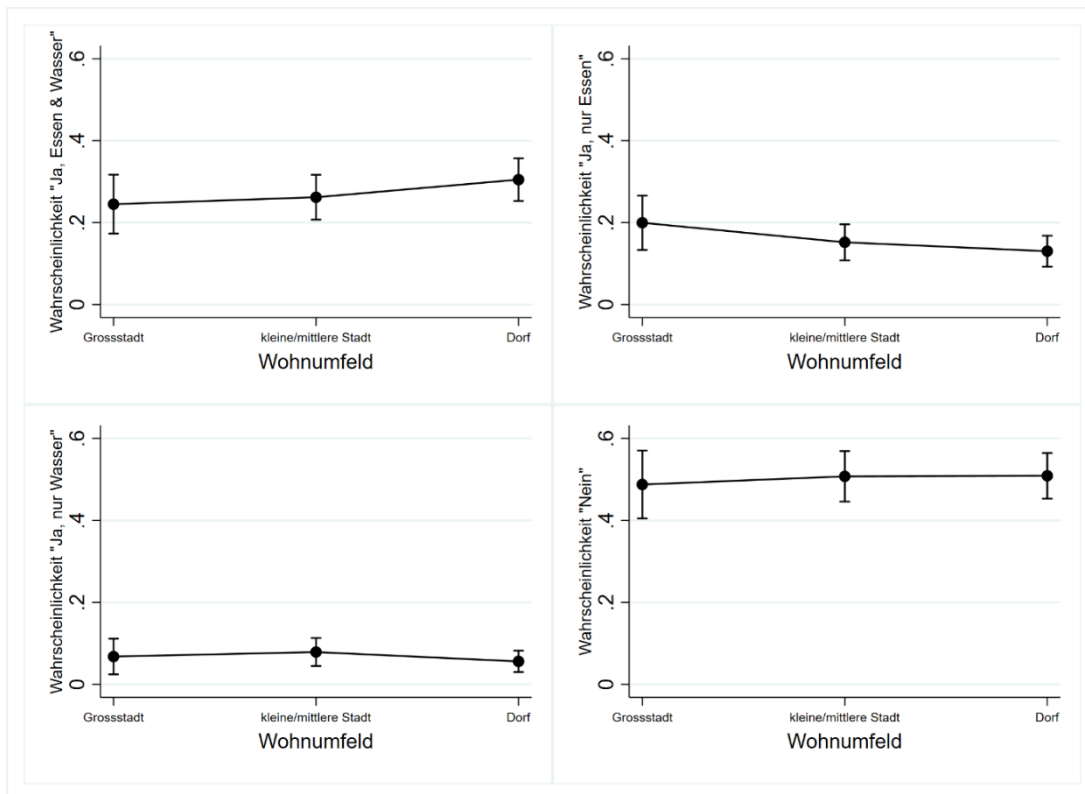 Wahrscheinlichkeit "Ja, Essen & Wasser"
.6
.4
.2
0
Grossstadt kleine/mittlere Stadt Dorf
Wohnumfeld
Wahrscheinlichkeit "Ja, nur Essen"
.6
.4
.2
0
Grossstadt kleine/mittlere Stadt Dorf
Wohnumfeld
Wahrscheinlichkeit "Ja, nur Wasser"
.6
.4
.2
0
Grossstadt kleine/mittlere Stadt Dorf
Wohnumfeld
Wahrscheinlichkeit "Nein"
.6
.4
.2
0
Grossstadt kleine/mittlere Stadt Dorf
Wohnumfeld